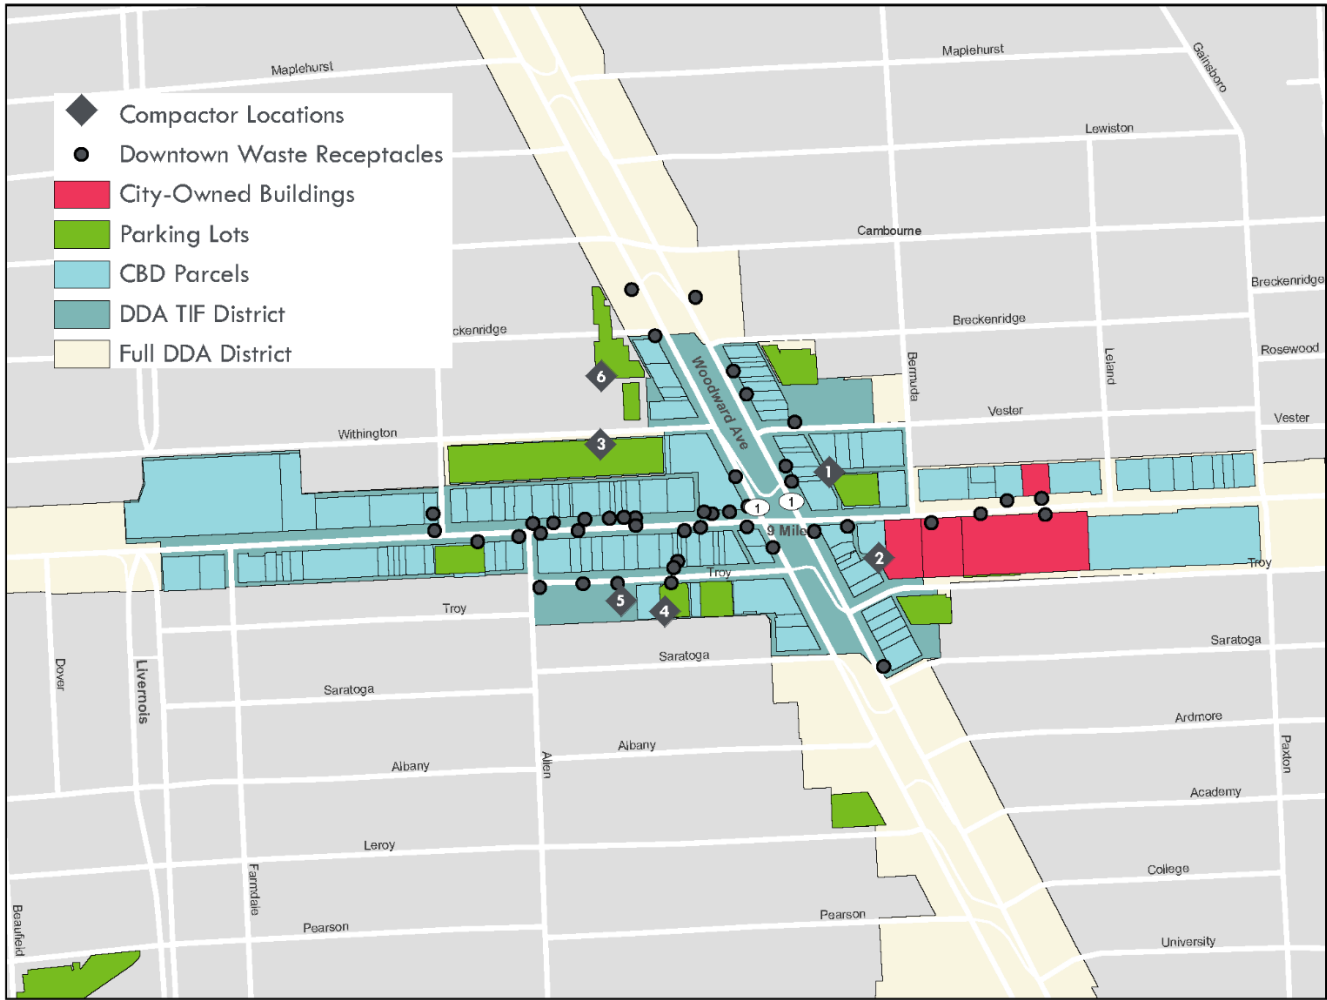 Maplehurst
Maplehurst
Gainsboro
Compactor Locations
Downtown Waste Receptacles
City-Owned Buildings
Parking Lots
CBD Parcels
DDA TIF District
Full DDA District
Lewiston
Cambourne
Breckenridge
ckenridge
Breckenridge
Rosewood
Woodward Ave
Bermuda
Leland
6
Vester
Vester
Withington
3
1
1
1
9 Mile
2
Troy
Troy
5
4
Troy
Saratoga
Saratoga
Saratoga
Dover
Livernois
Ardmore
Albany
Allen
Albany
Paxton
Academy
Leroy
College
Farmdale
Pearson
Pearson
Beaufield
University